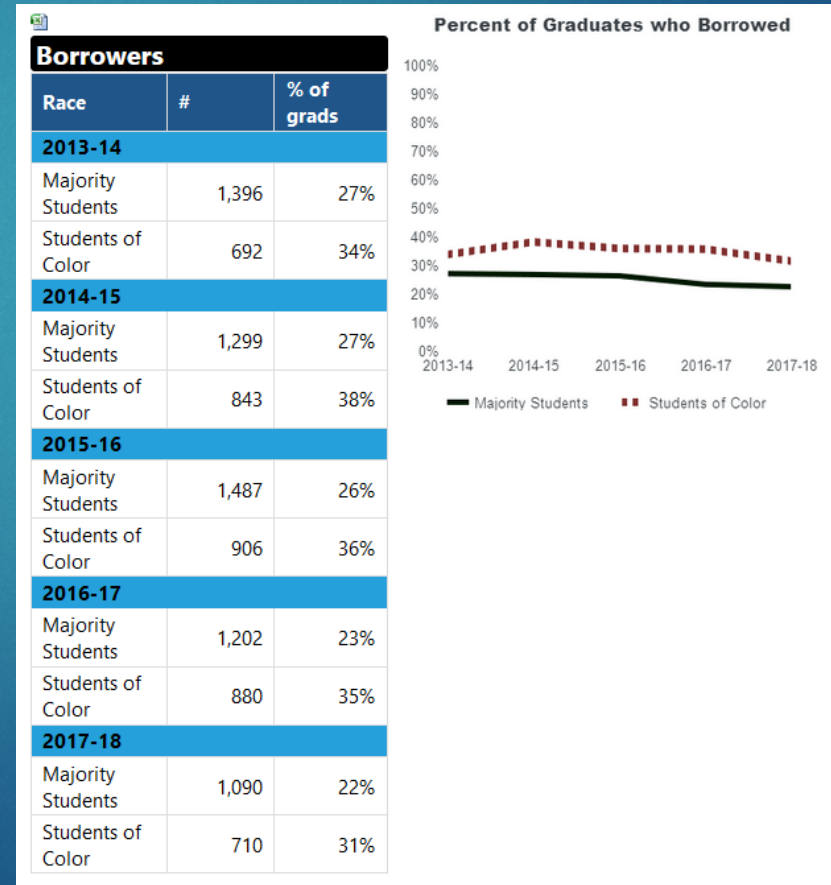 Borrowers
Race # % of grads
2013-14
Majority Students 1,396 27%
Students of Color 692 34%
2014-15
Majority Students 1,299 27%
Students of Color 843 38%
2015-16
Majority Students 1,487 26%
Students of Color 906 36%
2016-17
Majority Students 1,202 23%
Students of Color 880 35%
2017-18
Majority Students 1,090 22%
Students of Color 710 31%
Percent of Graduates who Borrowed
100%
90%
80%
70%
60%
50%
40%
30%
20%
10%
0%
2013-14 2014-15 2015-16 2016-17 2017-18
Majority Students Students of Color